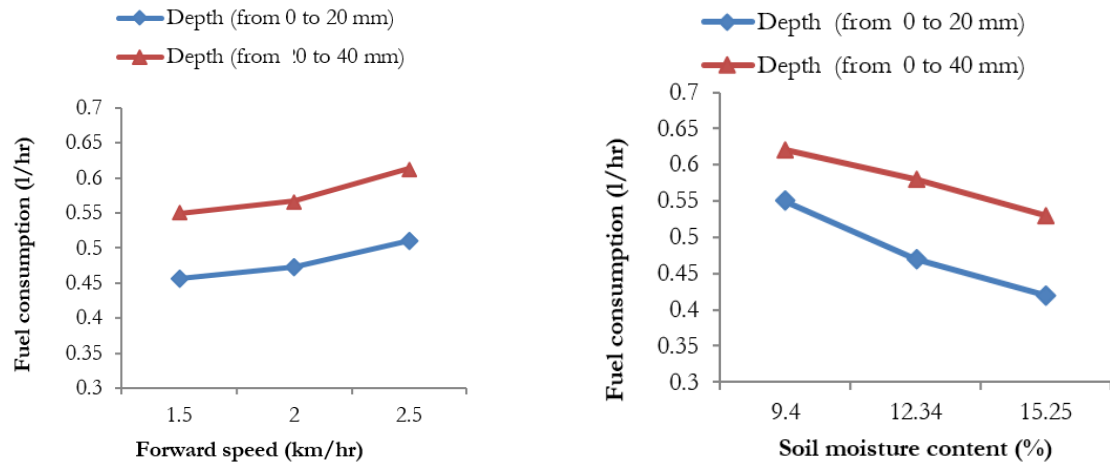 Depth (from 0 to 20 mm)
Depth (from 20 to 40 mm)
Fuel consumption (l/hr)
0.7
0.65
0.6
0.55
0.5
0.45
0.4
0.35
0.3
1.5 2 2.5
Forward speed (km/hr)
Depth (from 0 to 20 mm)
Depth (from 0 to 40 mm)
Fuel consumption (l/hr)
0.7
0.65
0.6
0.55
0.5
0.45
0.4
0.35
0.3
9.4 12.34 15.25
Soil moisture content (%)